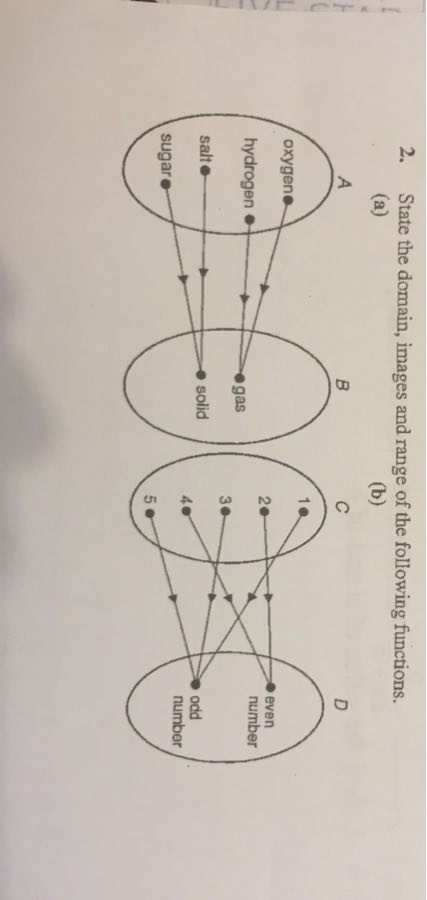 2. State the domain, images and range of the following functions.
(a) (b)
A B C D
oxygen
hydrogen
salt
sugar
gas
solid
1
2
3
4
5
even
number
odd
number